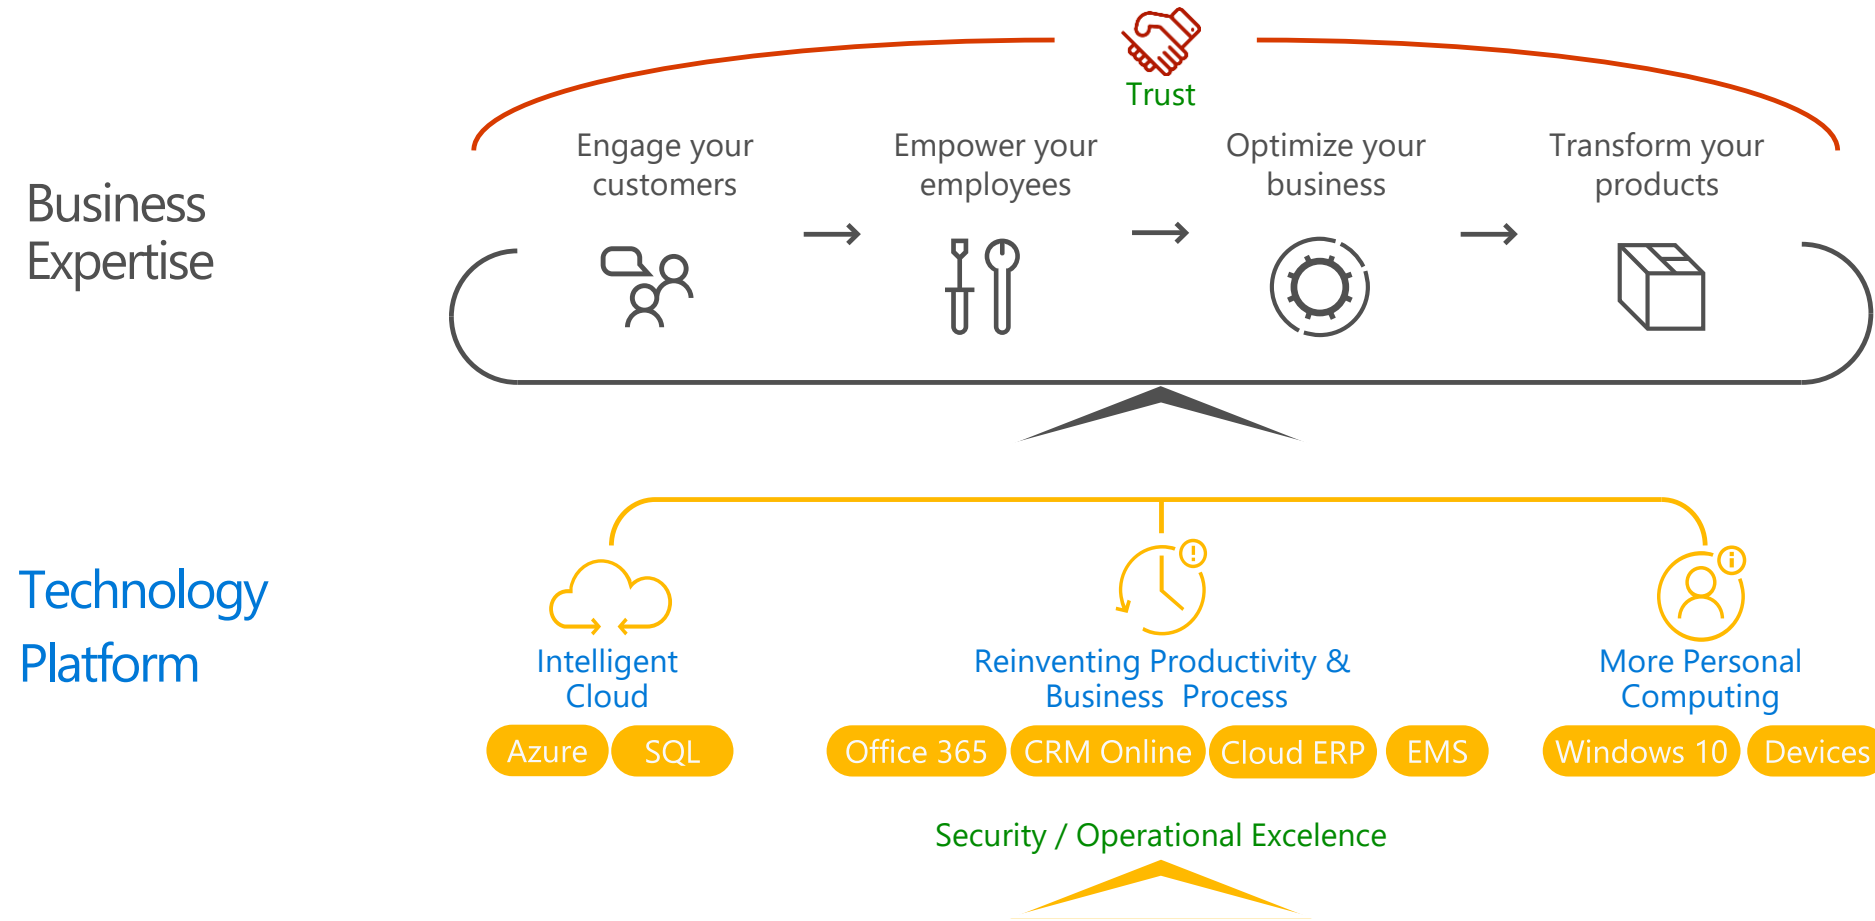 Trust
Engage your
customers
Empower your
employees
Optimize your
business
Transform your
products
Business
Expertise
Technology
Platform
Intelligent
Cloud
Reinventing Productivity &
Business  Process
More Personal
Computing
Azure
SQL
Office 365
CRM Online
Cloud ERP
EMS
Windows 10
Devices
Security / Operational Excelence